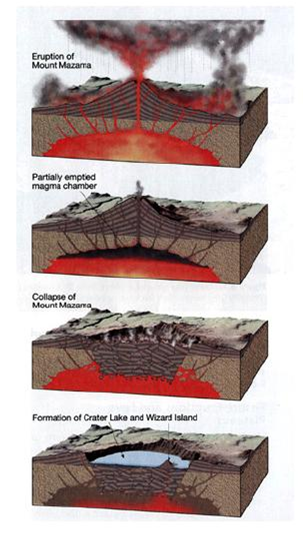 Eruption of
Mount Mazama
Partially emptied
magma chamber
Collapse of
Mount Mazama
Formation of Crater Lake and Wizard Island